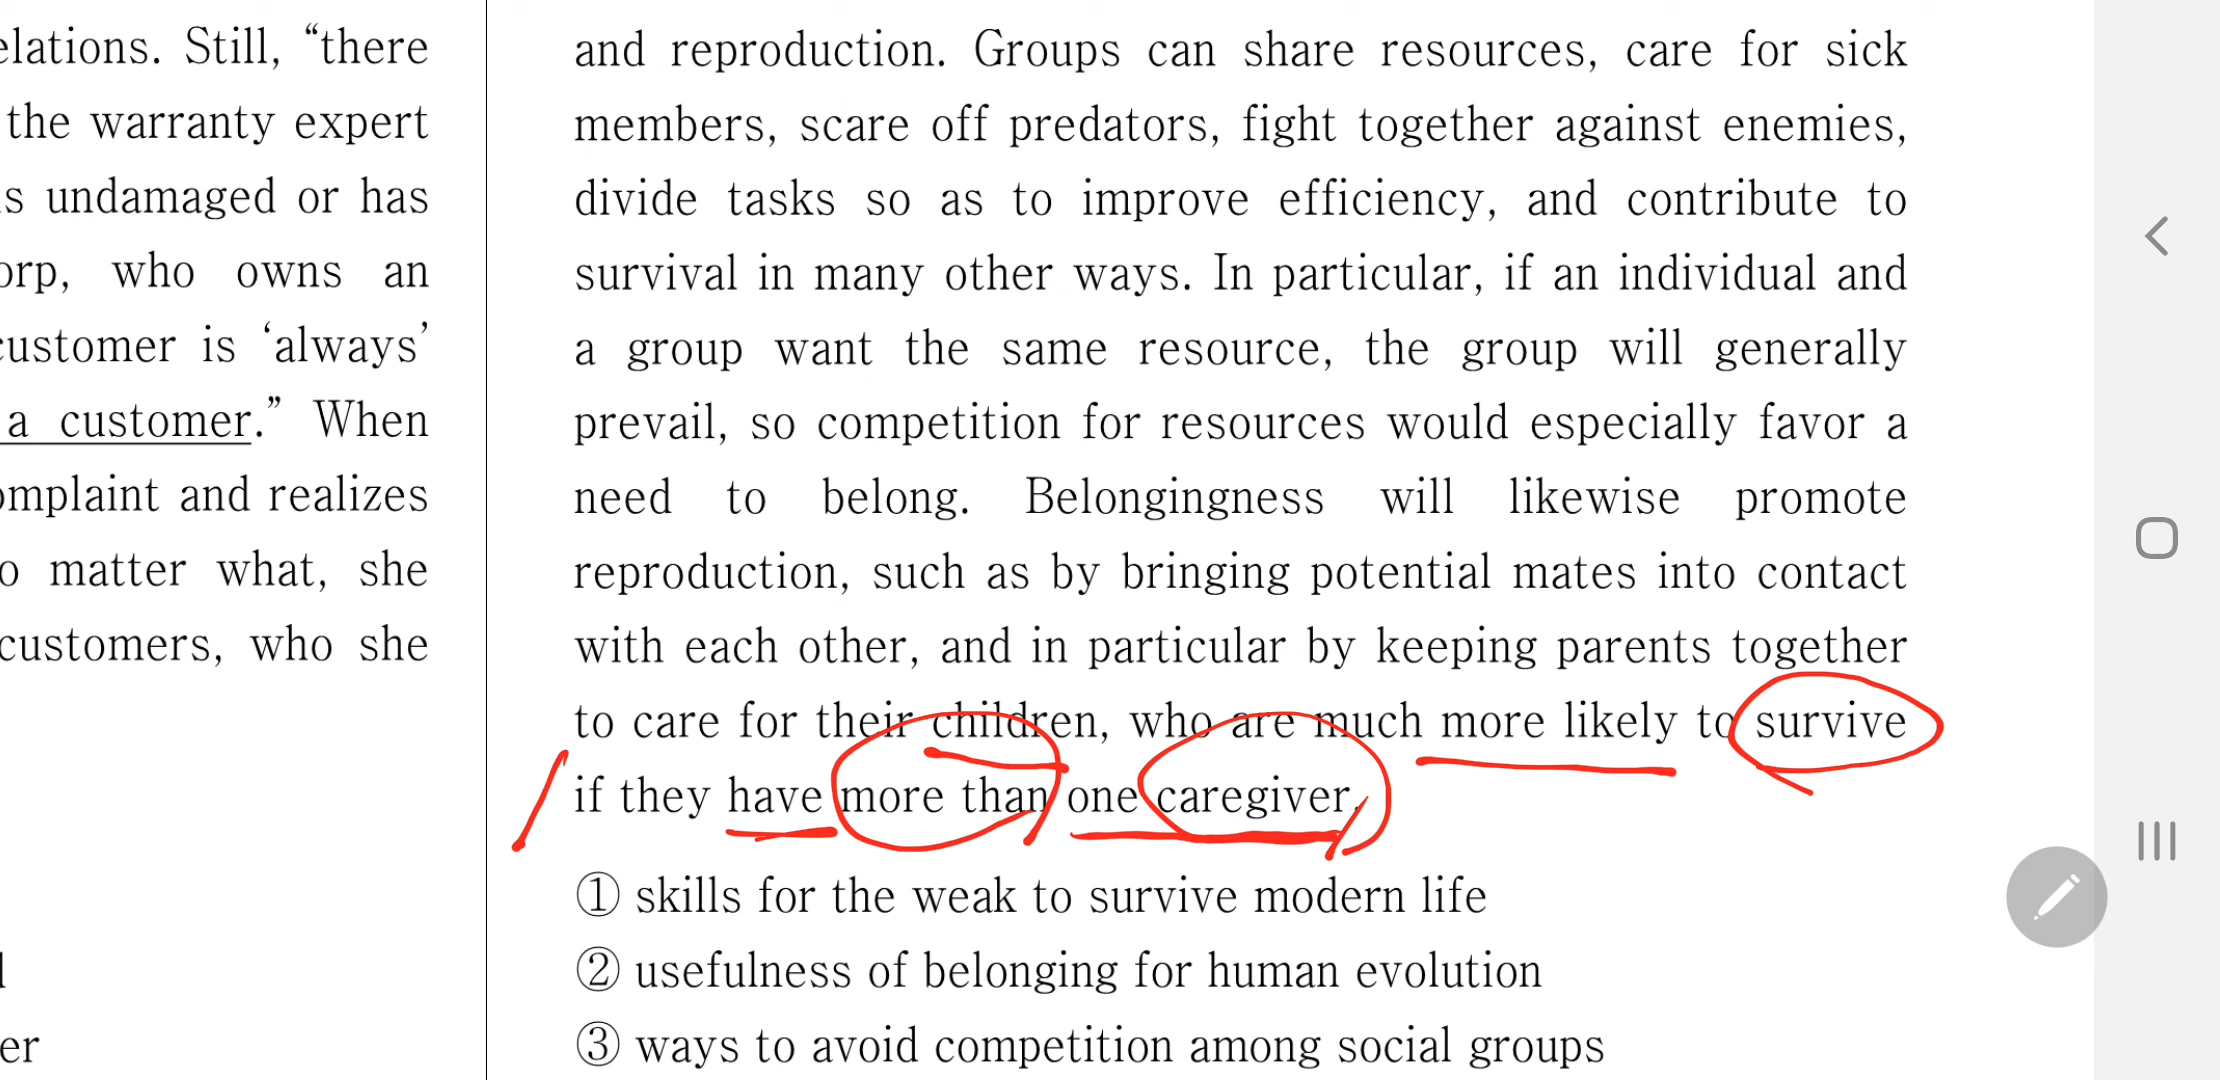 elations. Still, “there
the warranty expert
s undamaged or has
orp, who owns an
customer is ‘always’
a customer.” When
omplaint and realizes
o matter what, she
customers, who she
er
and reproduction. Groups can share resources, care for sick
members, scare off predators, fight together against enemies,
divide tasks so as to improve efficiency, and contribute to
survival in many other ways. In particular, if an individual and
a group want the same resource, the group will generally
prevail, so competition for resources would especially favor a
need to belong. Belongingness will likewise promote
reproduction, such as by bringing potential mates into contact
with each other, and in particular by keeping parents together
to care for their children, who are much more likely to survive
if they have more than one caregiver.
① skills for the weak to survive modern life
② usefulness of belonging for human evolution
③ ways to avoid competition among social groups